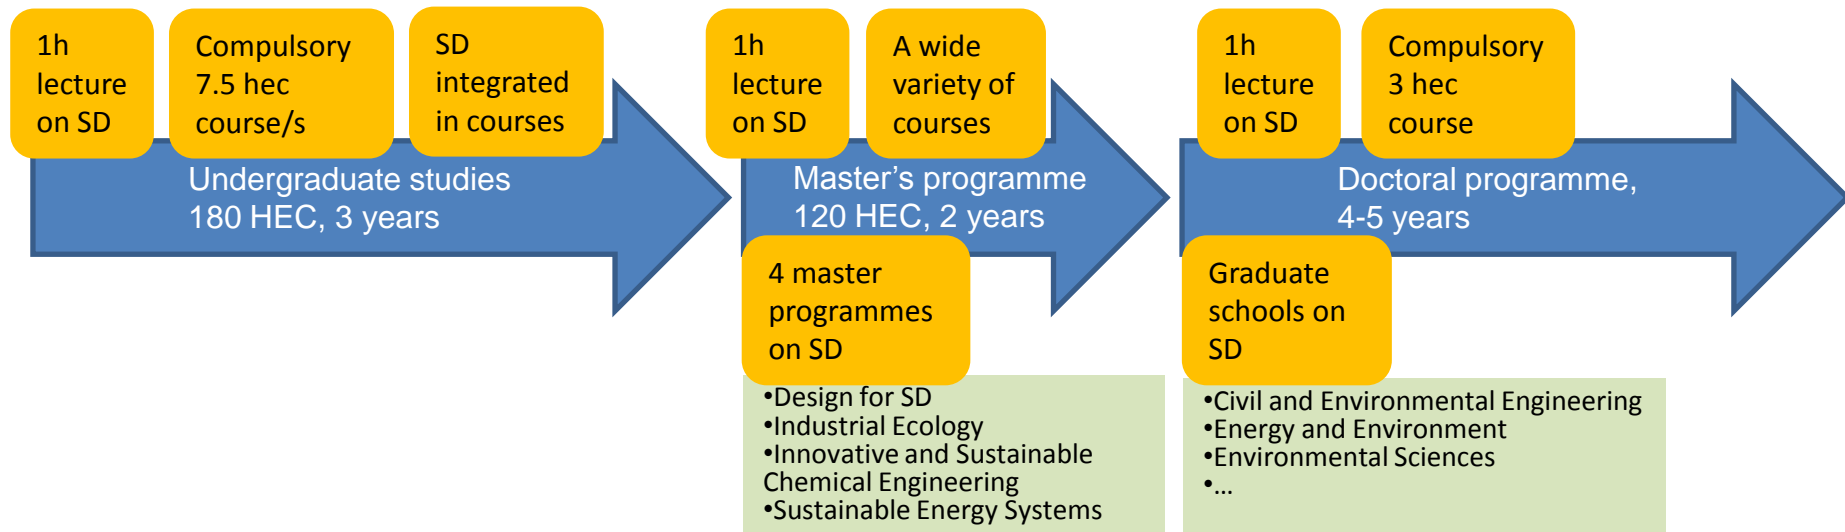 1h
lecture
on SD
Compulsory
7.5 hec
course/s
SD
integrated
in courses
Undergraduate studies
180 HEC, 3 years
1h
lecture
on SD
A wide
variety of
courses
Master’s programme
120 HEC, 2 years
4 master
programmes
on SD
•Design for SD
•Industrial Ecology
•Innovative and Sustainable
Chemical Engineering
•Sustainable Energy Systems
1h
lecture
on SD
Compulsory
3 hec
course
Doctoral programme,
4-5 years
Graduate
schools on
SD
•Civil and Environmental Engineering
•Energy and Environment
•Environmental Sciences
•…